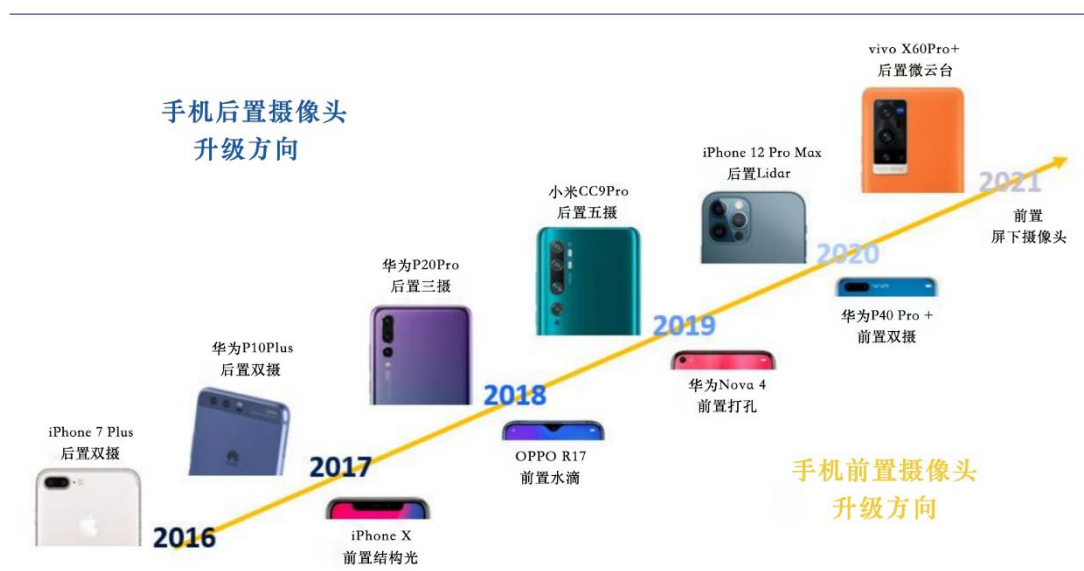 vivo X60Pro+
后置微云台
手机后置摄像头
升级方向
iPhone 12 Pro Max
后置Lidar
小米CC9Pro
后置五摄
2021
前置
屏下摄像头
华为P20Pro
后置三摄
2020
华为P40 Pro +
前置双摄
华为P10Plus
后置双摄
2019
华为Nova 4
前置打孔
iPhone 7 Plus
后置双摄
2018
OPPO R17
前置水滴
2017
手机前置摄像头
升级方向
2016
iPhone X
前置结构光